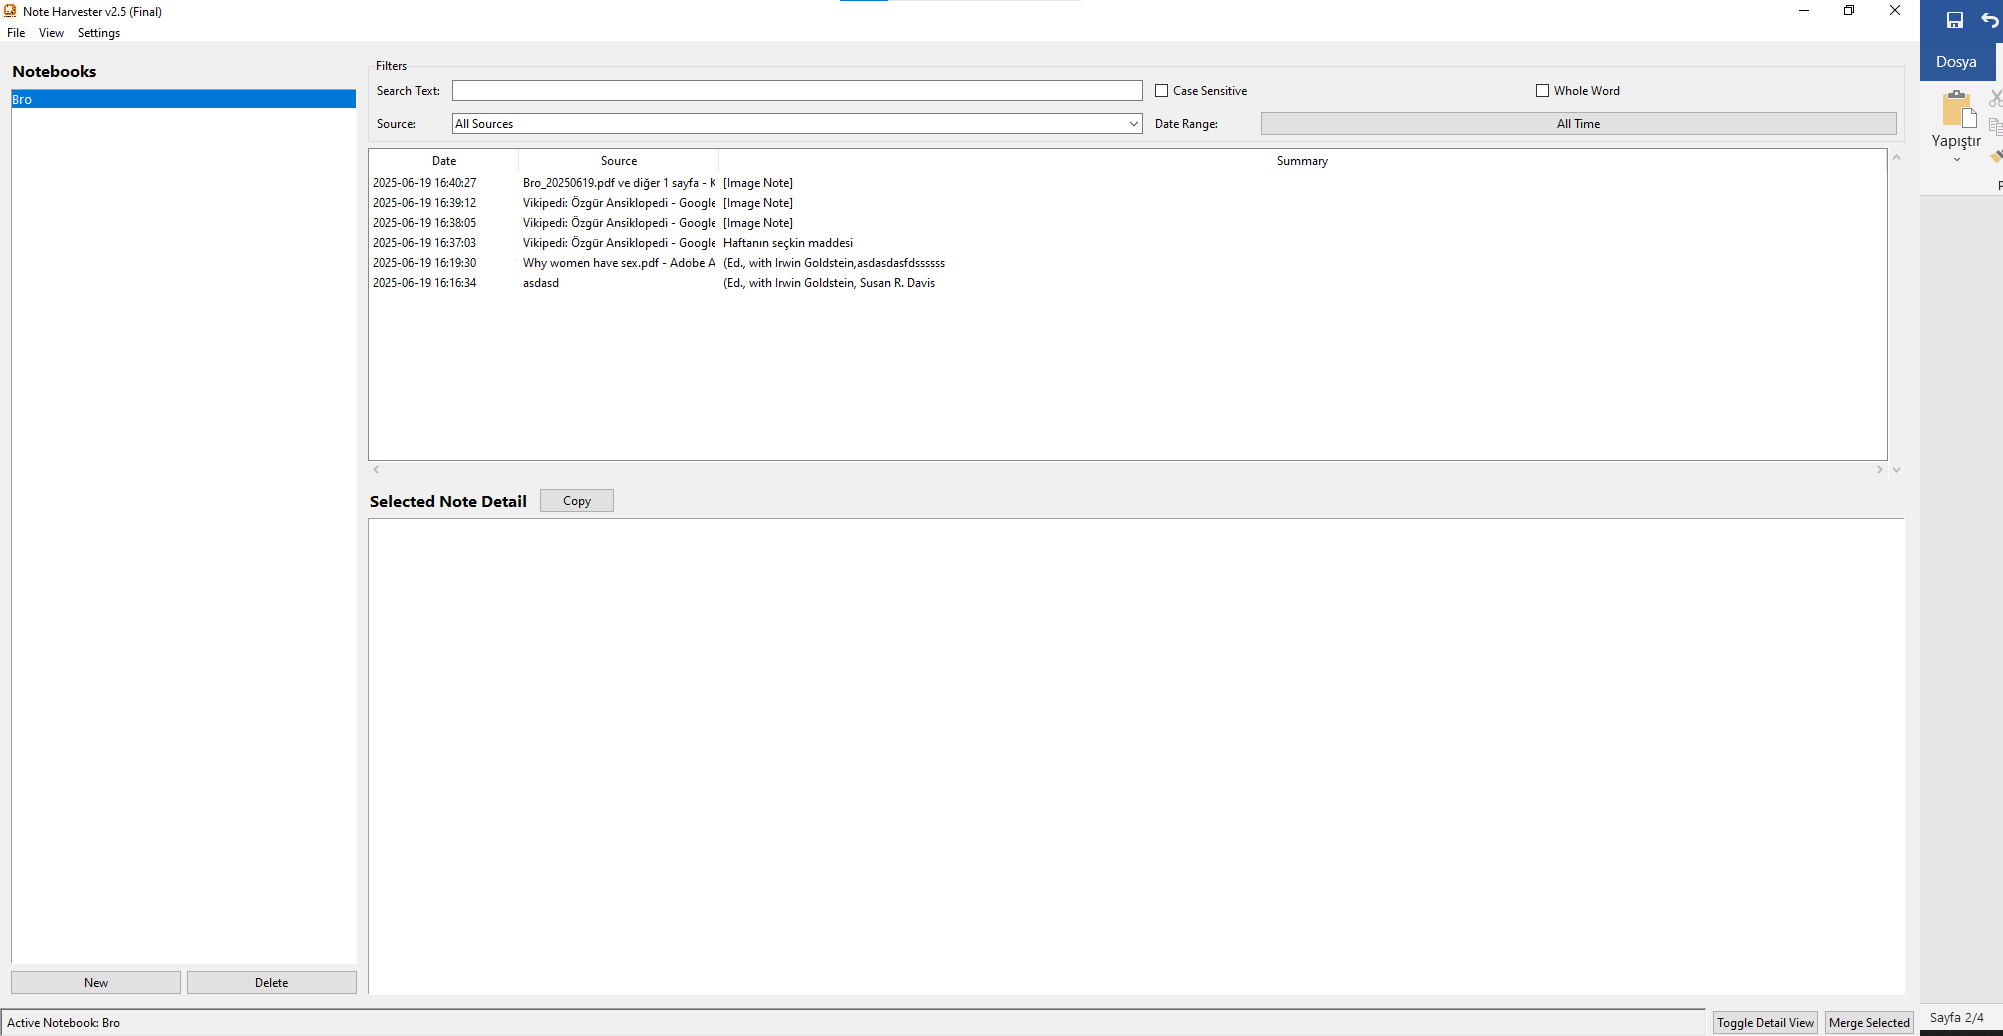 Note Harvester v2.5 (Final)
File View Settings
Dosya
Notebooks
Bro
New Delete
Filters
Search Text: Case Sensitive Whole Word
Source: All Sources Date Range: All Time
Date Source Summary
2025-06-19 16:40:27 Bro_20250619.pdf ve diğer 1 sayfa - K [Image Note]
2025-06-19 16:39:12 Vikipedi: Özgür Ansiklopedi - Google [Image Note]
2025-06-19 16:38:05 Vikipedi: Özgür Ansiklopedi - Google [Image Note]
2025-06-19 16:37:03 Vikipedi: Özgür Ansiklopedi - Google Haftanın seçkin maddesi
2025-06-19 16:19:30 Why women have sex.pdf - Adobe A (Ed., with Irwin Goldstein,asdasdasfdssssss
2025-06-19 16:16:34 asdasd (Ed., with Irwin Goldstein, Susan R. Davis
Selected Note Detail Copy
Yapıştır
P
Active Notebook: Bro Toggle Detail View Merge Selected
Sayfa 2/4